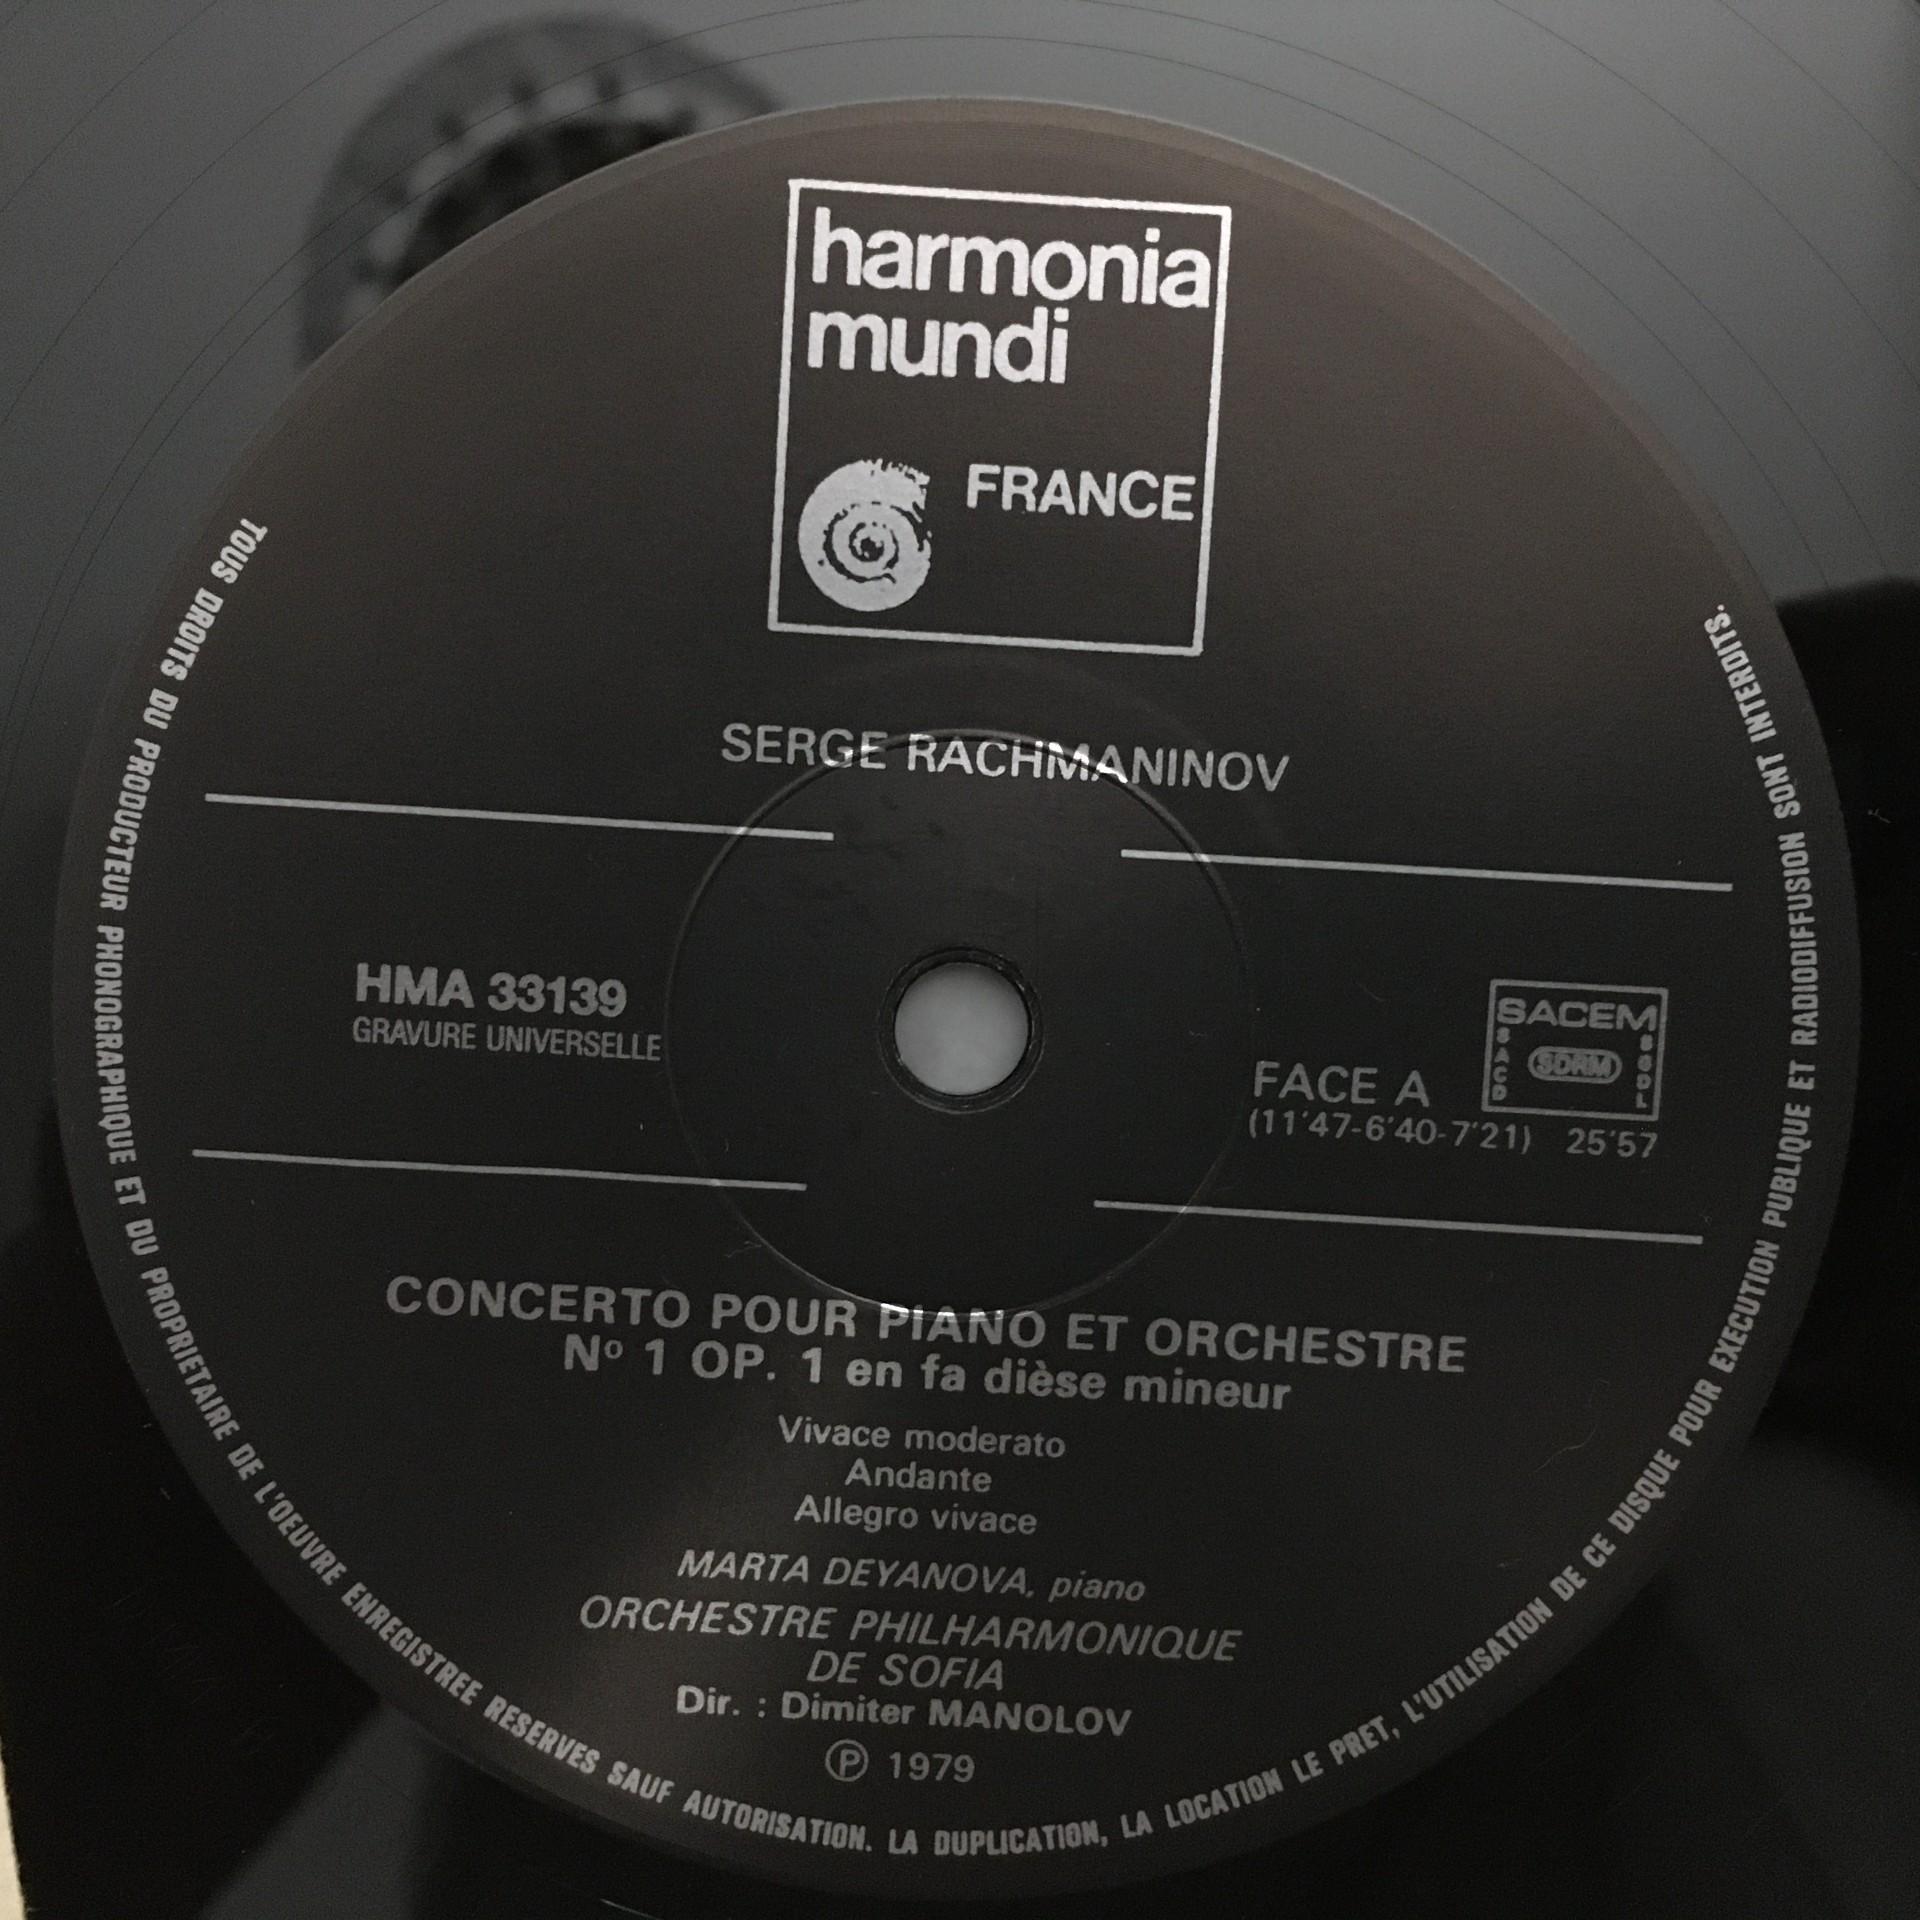 harmonia
mundi
FRANCE
SERGE RACHMANINOV
HMA 33139
GRAVURE UNIVERSELLE
SACEM
SACD
SDRM
SGDL
FACE A
(11'47-6'40-7'21) 25'57
CONCERTO POUR PIANO ET ORCHESTRE
Nº 1 OP. 1 en fa dièse mineur
Vivace moderato
Andante
Allegro vivace
MARTA DEYANOVA, piano
ORCHESTRE PHILHARMONIQUE
DE SOFIA
Dir. : Dimiter MANOLOV
Ⓟ 1979
TOUS DROITS DU PRODUCTEUR PHONOGRAPHIQUE ET DU PROPRIETAIRE DE L'OEUVRE ENREGISTREE RESERVES SAUF AUTORISATION. LA DUPLICATION, LA LOCATION LE PRET, L'UTILISATION DE CE DISQUE POUR EXECUTION PUBLIQUE ET RADIODIFFUSION SONT INTERDITS.